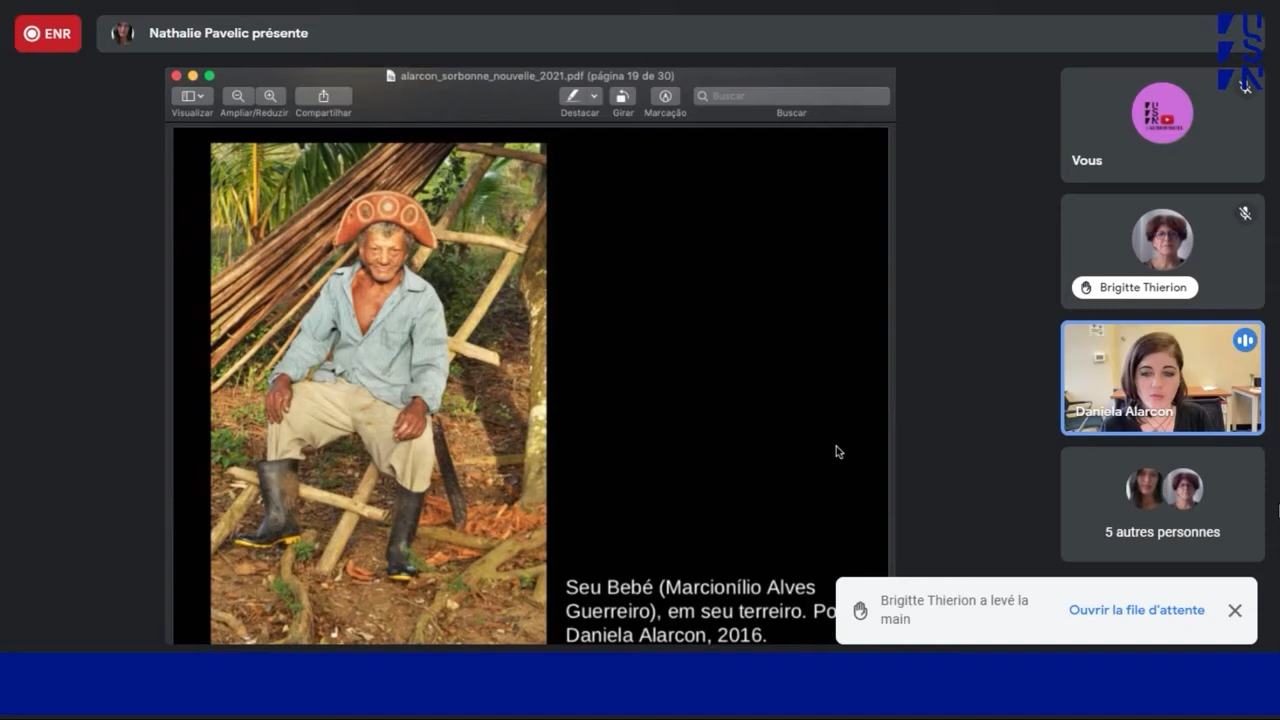 ENR
Nathalie Pavelic présente
USN
alarcon_sorbonne_nouvelle_2021.pdf (página 19 de 30)
Buscar
Visualizar
Ampliar/Reduzir
Compartilhar
Destacar
Girar
Marcação
Buscar
Vous
Brigitte Thierion
Daniela Alarcon
5 autres personnes
Seu Bebé (Marcionílio Alves
Guerreiro), em seu terreiro. Po
Daniela Alarcon, 2016.
Brigitte Thierion a levé la
main
Ouvrir la file d'attente